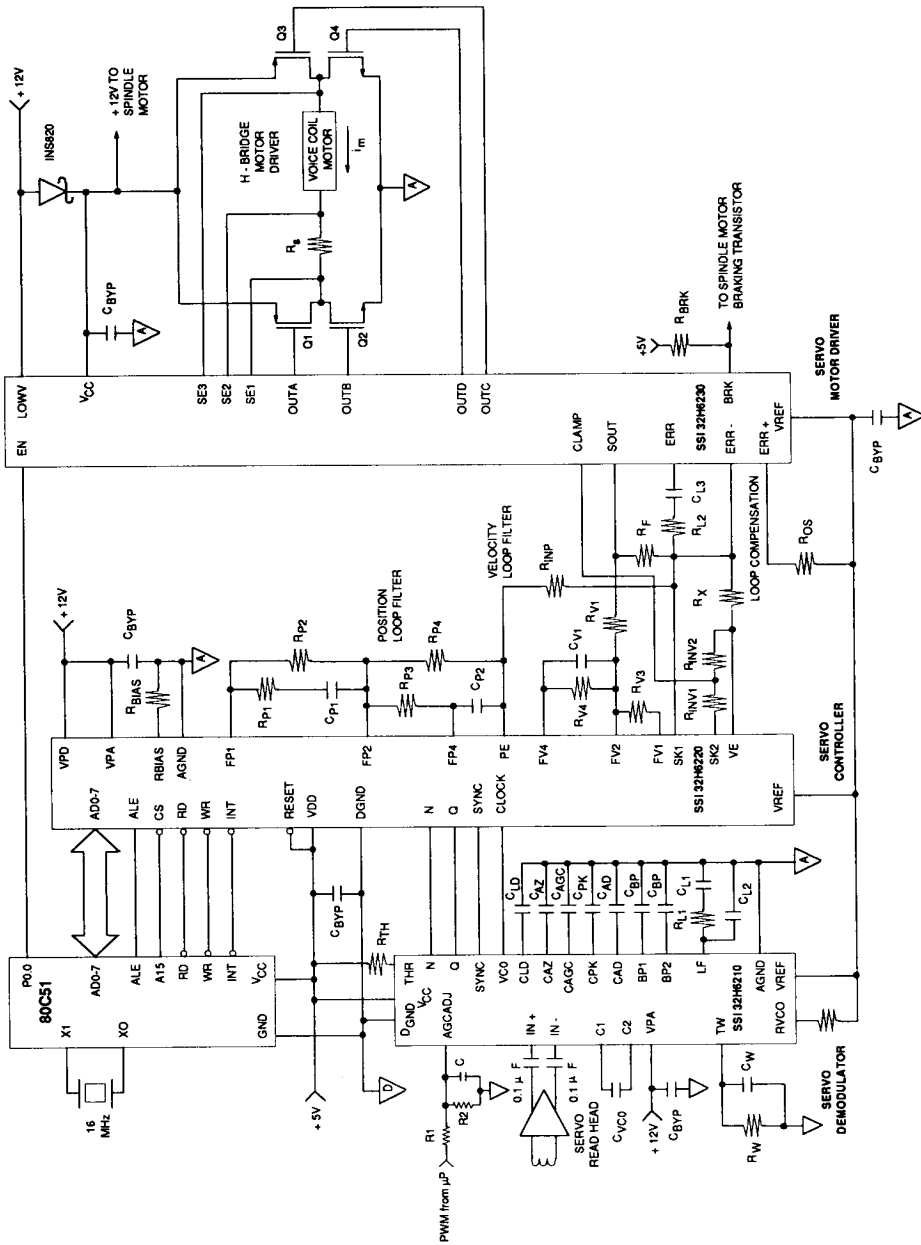 16
MHz
X1
XO
80C51
P0.0
AD0-7
ALE
A15
RD
WR
INT
VCC
GND
+5V
D
PWM from µP
R1
R2
C
CBYP
RTH
DGND
VCC
AGCADJ
THR
N
Q
SYNC
VC0
CLD
CAZ
CAGC
CPK
CAD
BP1
BP2
LF
AGND
VREF
RVCO
TW
SSI 32H6210
IN +
IN -
C1
C2
VPA
0.1 µ F
0.1 µ F
SERVO
READ HEAD
CVC0
+ 12V
CBYP
RW
CW
SERVO
DEMODULATOR
CLD
CAZ
CAGC
CPK
CAD
CBP
CBP
RL1
CL1
CL2
A
+ 12V
VPD
AD0-7
VPA
ALE
RBIAS
CS
AGND
RD
WR
INT
RESET
VDD
DGND
N
Q
SYNC
CLOCK
FP1
FP2
FP4
PE
FV4
FV2
FV1
SK1
SK2
VE
SSI 32H6220
VREF
SERVO
CONTROLLER
CBYP
RBIAS
A
RP1
RP2
CP1
POSITION
LOOP FILTER
RP3
RP4
CP2
VELOCITY
LOOP FILTER
RINP
CV1
RV4
RV1
RV3
RF
RL2
CL3
RINV1
RINV2
RX
LOOP COMPENSATION
ROS
EN
LOWV
VCC
SE3
SE2
SE1
OUTA
OUTB
OUTD
OUTC
CLAMP
SOUT
ERR
SSI 32H6230
ERR -
BRK
ERR +
VREF
SERVO
MOTOR DRIVER
CBYP
A
+5V
RBRK
TO SPINDLE MOTOR
BRAKING TRANSISTOR
+ 12V
INS820
+ 12V TO
SPINDLE
MOTOR
CBYP
A
H - BRIDGE
MOTOR
DRIVER
VOICE COIL
MOTOR
im
Rs
Q1
Q2
Q3
Q4
A